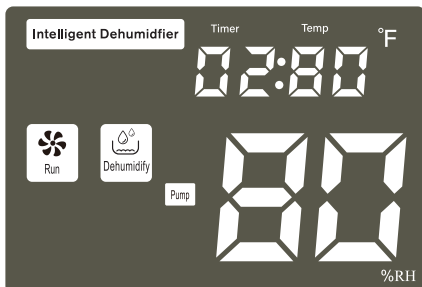 Intelligent Dehumidfier
Timer Temp
°F
02:80
Run
Dehumidify
Pump
80
%RH